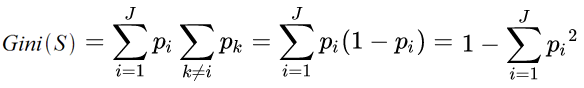 Gini(S) = \sum_{i=1}^{J} p_i \sum_{k \neq i} p_k = \sum_{i=1}^{J} p_i(1 - p_i) = 1 - \sum_{i=1}^{J} p_i^2